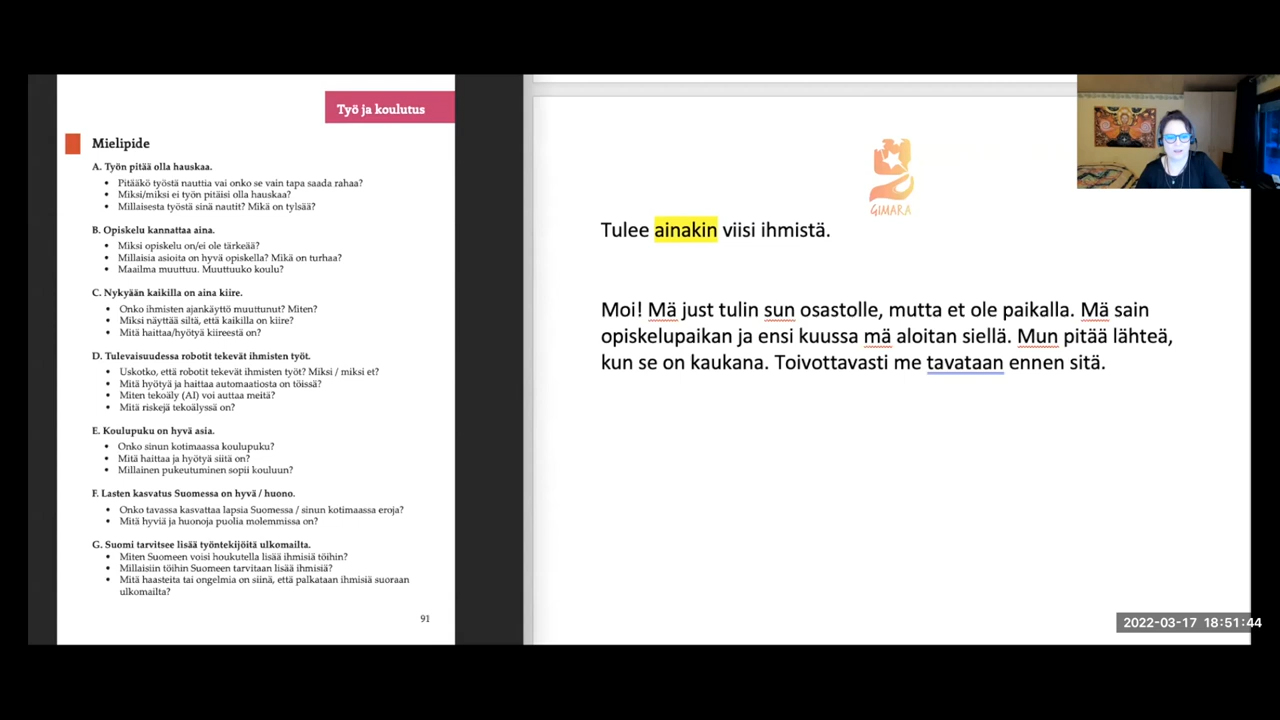 Työ ja koulutus
Mielipide
A. Työn pitää olla hauskaa.
• Pitääkö työstä nauttia vai onko se vain tapa saada rahaa?
• Miksi/miksi ei työn pitäisi olla hauskaa?
• Millaisesta työstä sinä nautit? Mikä on tylsää?
B. Opiskelu kannattaa aina.
• Miksi opiskelu on/ei ole tärkeää?
• Millaisia asioita on hyvä opiskella? Mikä on turhaa?
• Maailma muuttuu. Muuttuuko koulu?
C. Nykyään kaikilla on aina kiire.
• Onko ihmisten ajankäyttö muuttunut? Miten?
• Miksi näyttää siltä, että kaikilla on kiire?
• Mitä haittaa/hyötyä kiireestä on?
D. Tulevaisuudessa robotit tekevät ihmisten työt.
• Uskotko, että robotit tekevät ihmisten työt? Miksi / miksi et?
• Mitä hyötyä ja haittaa automaatiosta on töissä?
• Miten tekoäly (AI) voi auttaa meitä?
• Mitä riskejä tekoälyssä on?
E. Koulupuku on hyvä asia.
• Onko sinun kotimaassa koulupuku?
• Mitä haittaa ja hyötyä siitä on?
• Millainen pukeutuminen sopii kouluun?
F. Lasten kasvatus Suomessa on hyvä / huono.
• Onko tavassa kasvattaa lapsia Suomessa / sinun kotimaassa eroja?
• Mitä hyviä ja huonoja puolia molemmissa on?
G. Suomi tarvitsee lisää työntekijöitä ulkomailta.
• Miten Suomeen voisi houkutella lisää ihmisiä töihin?
• Millaisiin töihin Suomeen tarvitaan lisää ihmisiä?
• Mitä haasteita tai ongelmia on siinä, että palkataan ihmisiä suoraan
ulkomailta?
91
GIMARA
Tulee ainakin viisi ihmistä.
Moi! Mä just tulin sun osastolle, mutta et ole paikalla. Mä sain
opiskelupaikan ja ensi kuussa mä aloitan siellä. Mun pitää lähteä,
kun se on kaukana. Toivottavasti me tavataan ennen sitä.
2022-03-17 18:51:44